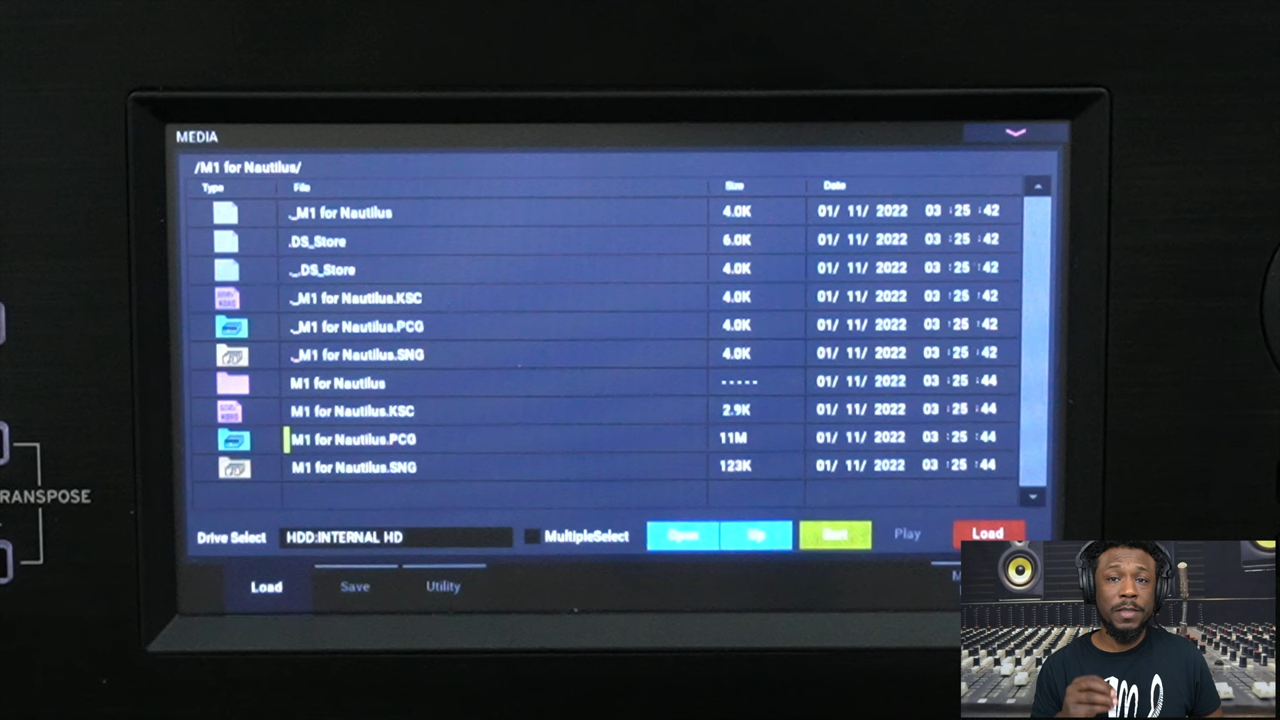 MEDIA
/M1 for Nautilus/
Type File Size Date
._M1 for Nautilus 4.0K 01/ 11/ 2022 03 :25 :42
.DS_Store 6.0K 01/ 11/ 2022 03 :25 :42
._.DS_Store 4.0K 01/ 11/ 2022 03 :25 :42
._M1 for Nautilus.KSC 4.0K 01/ 11/ 2022 03 :25 :42
._M1 for Nautilus.PCG 4.0K 01/ 11/ 2022 03 :25 :42
._M1 for Nautilus.SNG 4.0K 01/ 11/ 2022 03 :25 :42
M1 for Nautilus ----- 01/ 11/ 2022 03 :25 :44
M1 for Nautilus.KSC 2.9K 01/ 11/ 2022 03 :25 :44
M1 for Nautilus.PCG 11M 01/ 11/ 2022 03 :25 :44
M1 for Nautilus.SNG 123K 01/ 11/ 2022 03 :25 :44
RANSPOSE
Drive Select HDD:INTERNAL HD MultipleSelect Open Up Sort Play Load
Load Save Utility